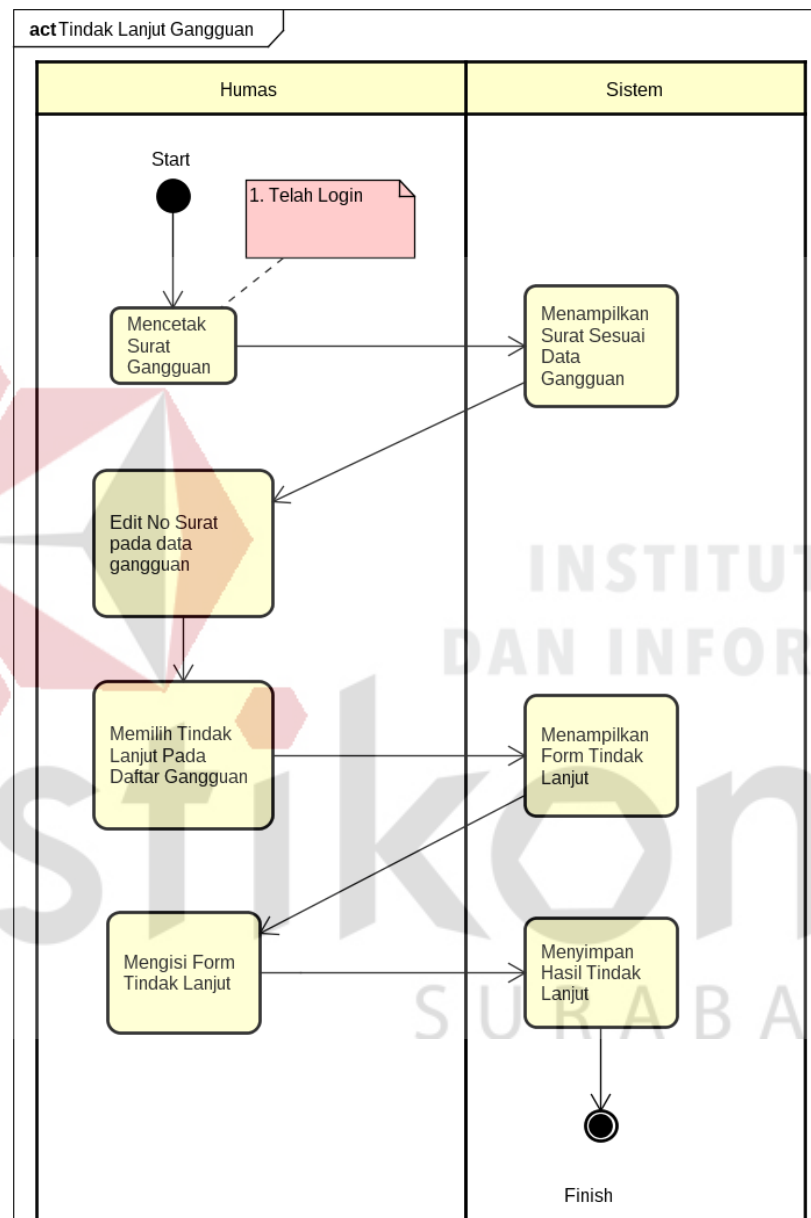 act Tindak Lanjut Gangguan
Humas
Sistem
Start
1. Telah Login
Mencetak
Surat
Gangguan
Menampilkan
Surat Sesuai
Data
Gangguan
Edit No Surat
pada data
gangguan
INSTITUT
DAN INFOR
Memilih Tindak
Lanjut Pada
Daftar Gangguan
Menampilkan
Form Tindak
Lanjut
stikon
Mengisi Form
Tindak Lanjut
Menyimpan
Hasil Tindak
Lanjut
SURABA
Finish